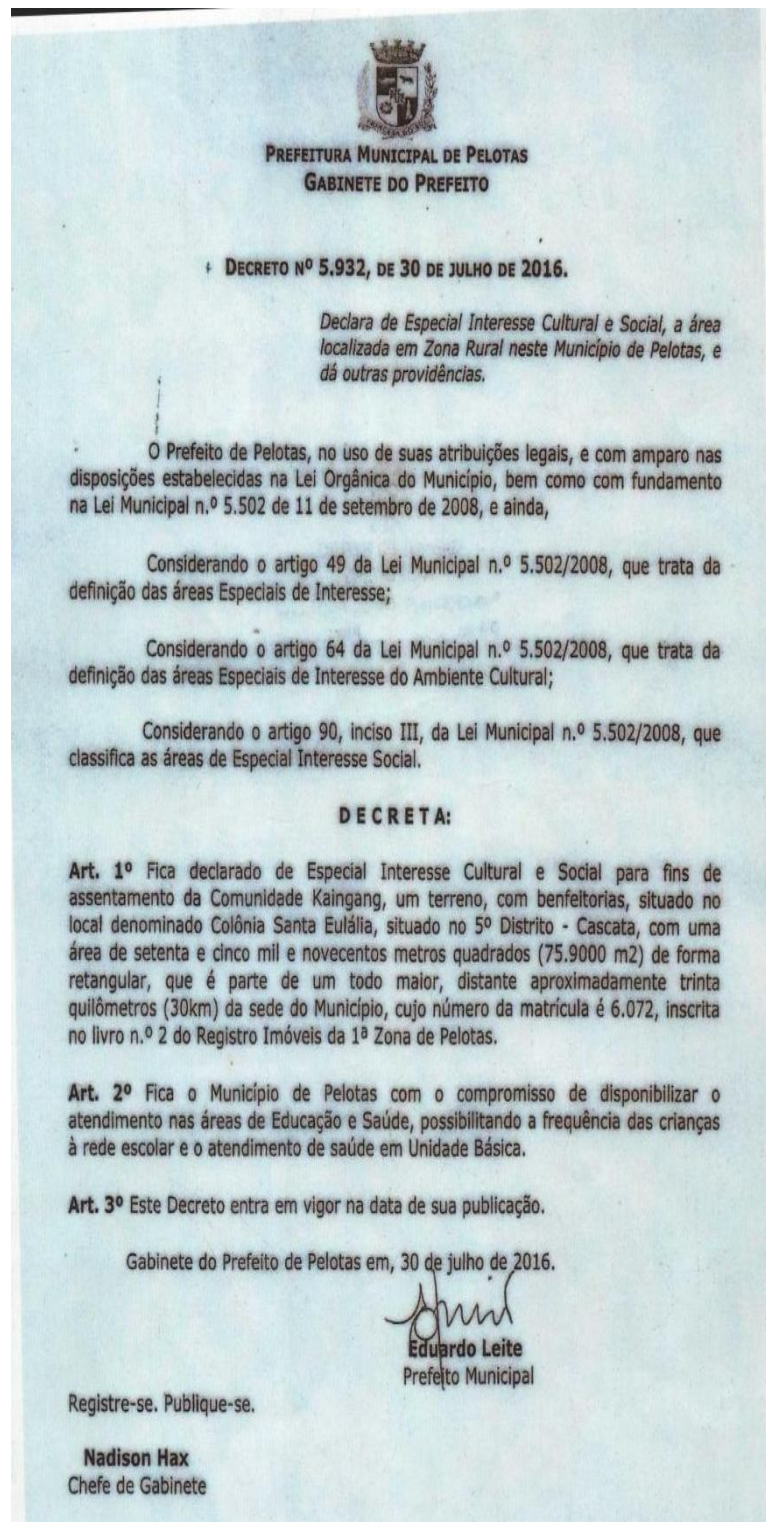 PREFEITURA MUNICIPAL DE PELOTAS
GABINETE DO PREFEITO
DECRETO Nº 5.932, DE 30 DE JULHO DE 2016.
Declara de Especial Interesse Cultural e Social, a área
localizada em Zona Rural neste Município de Pelotas, e
dá outras providências.
O Prefeito de Pelotas, no uso de suas atribuições legais, e com amparo nas
disposições estabelecidas na Lei Orgânica do Município, bem como com fundamento
na Lei Municipal n.º 5.502 de 11 de setembro de 2008, e ainda,
Considerando o artigo 49 da Lei Municipal n.º 5.502/2008, que trata da
definição das áreas Especiais de Interesse;
Considerando o artigo 64 da Lei Municipal n.º 5.502/2008, que trata da
definição das áreas Especiais de Interesse do Ambiente Cultural;
Considerando o artigo 90, inciso III, da Lei Municipal n.º 5.502/2008, que
classifica as áreas de Especial Interesse Social.
DECRETA:
Art. 1º Fica declarado de Especial Interesse Cultural e Social para fins de
assentamento da Comunidade Kaingang, um terreno, com benfeitorias, situado no
local denominado Colônia Santa Eulália, situado no 5º Distrito - Cascata, com uma
área de setenta e cinco mil e novecentos metros quadrados (75.9000 m2) de forma
retangular, que é parte de um todo maior, distante aproximadamente trinta
quilômetros (30km) da sede do Município, cujo número da matrícula é 6.072, inscrita
no livro n.º 2 do Registro Imóveis da 1ª Zona de Pelotas.
Art. 2º Fica o Município de Pelotas com o compromisso de disponibilizar o
atendimento nas áreas de Educação e Saúde, possibilitando a frequência das crianças
à rede escolar e o atendimento de saúde em Unidade Básica.
Art. 3º Este Decreto entra em vigor na data de sua publicação.
Gabinete do Prefeito de Pelotas em, 30 de julho de 2016.
Eduardo Leite
Prefeito Municipal
Registre-se. Publique-se.
Nadison Hax
Chefe de Gabinete